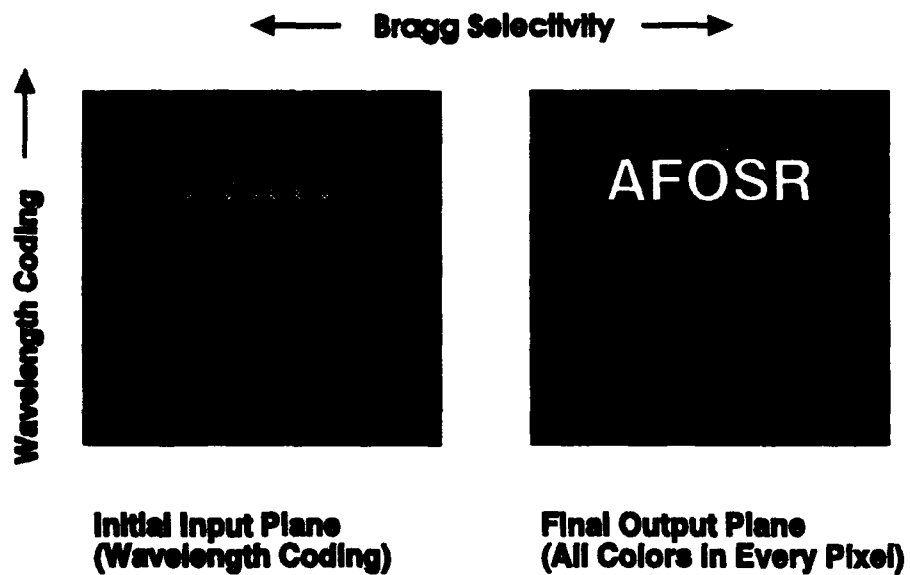 Bragg Selectivity
Wavelength Coding
AFOSR
Initial Input Plane
(Wavelength Coding)
Final Output Plane
(All Colors in Every Pixel)